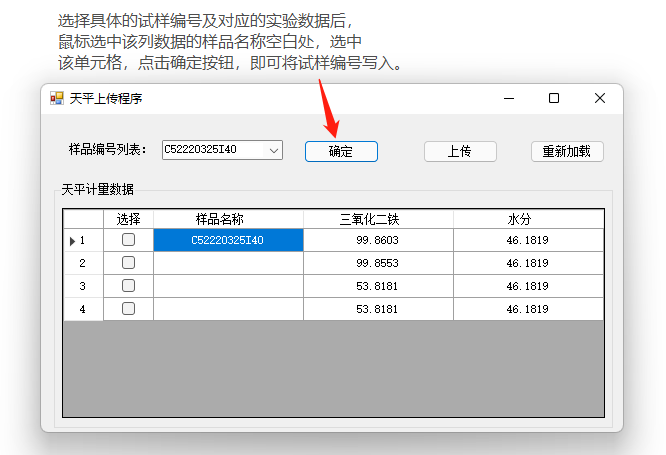 选择具体的试样编号及对应的实验数据后，
鼠标选中该列数据的样品名称空白处，选中
该单元格，点击确定按钮，即可将试样编号写入。
天平上传程序
样品编号列表： C52220325I40 确定 上传 重新加载
天平计量数据
选择 样品名称 三氧化二铁 水分
1 C52220325I40 99.8603 46.1819
2 99.8553 46.1819
3 53.8181 46.1819
4 53.8181 46.1819